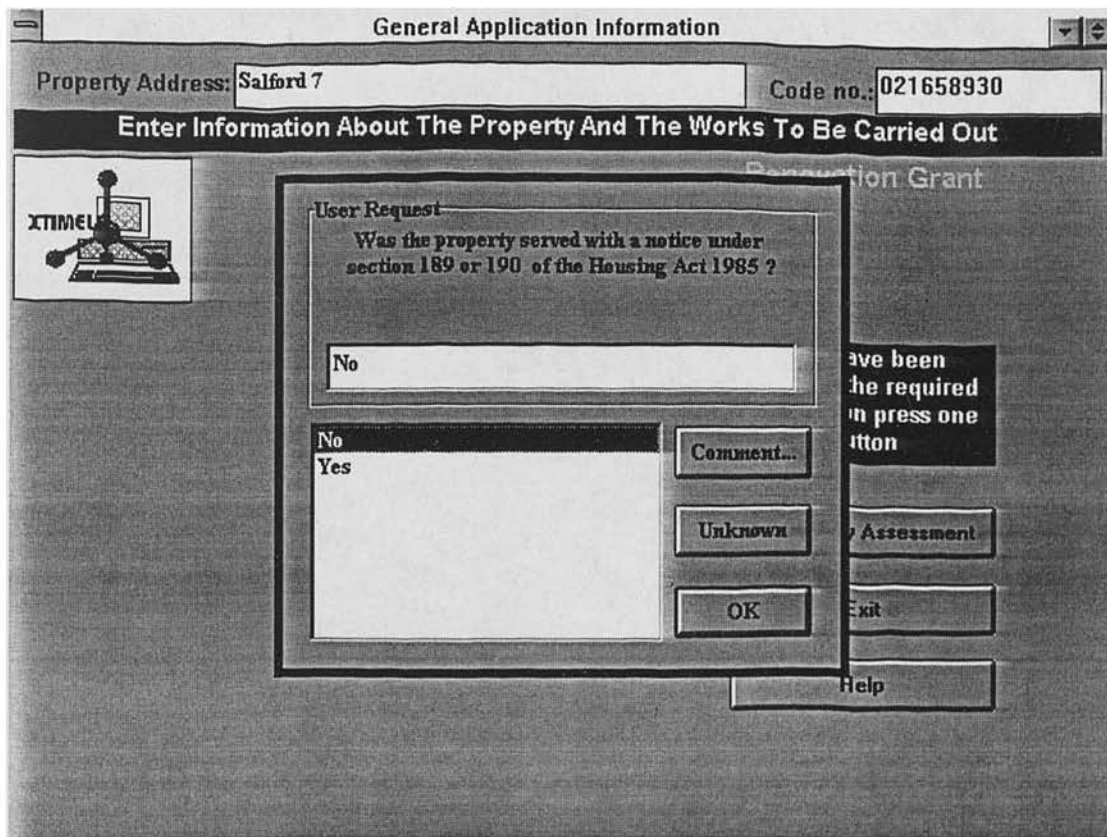 General Application Information
Property Address: Salford 7
Code no.: 021658930
Enter Information About The Property And The Works To Be Carried Out
Grant
XTIMEL
User Request
Was the property served with a notice under
section 189 or 190 of the Housing Act 1985 ?
No
No
Yes
Comment...
Unknown
OK
been
the required
press one
Assessment
Exit
Help